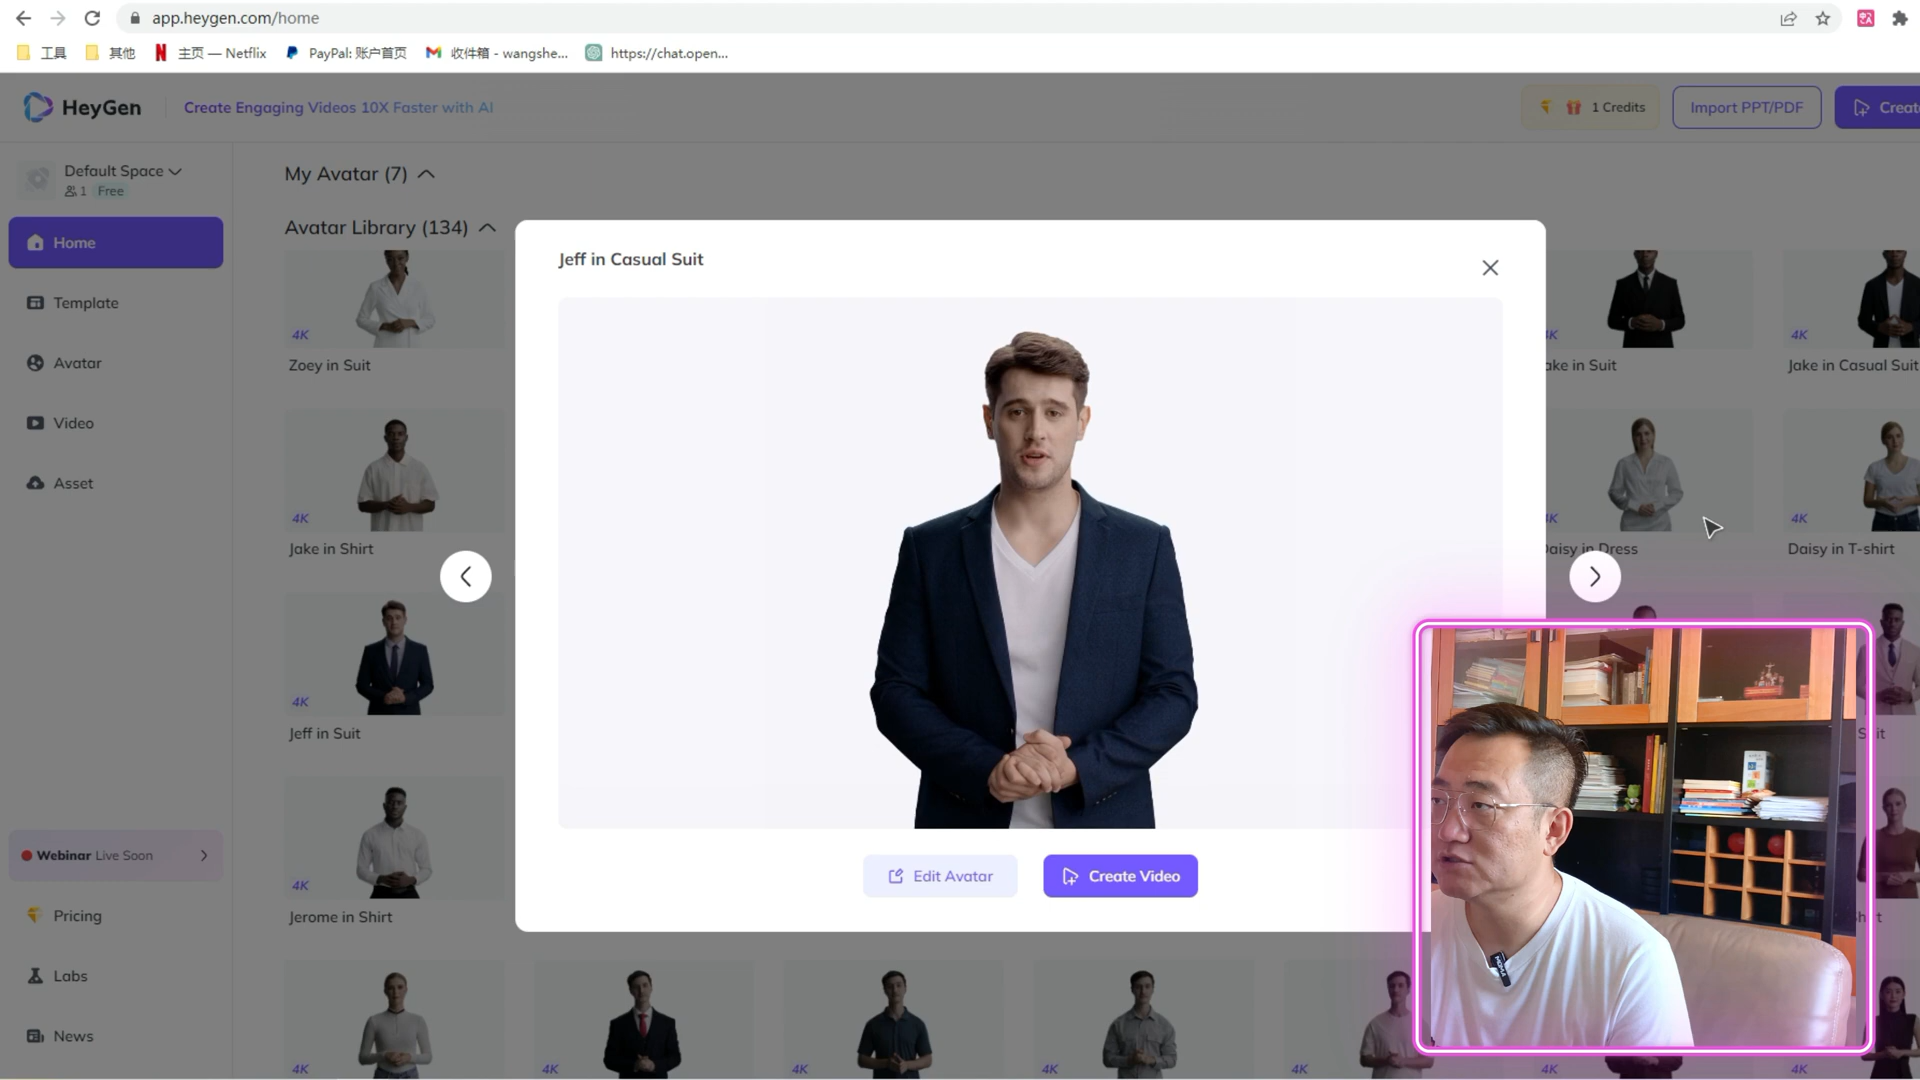 app.heygen.com/home
工具
其他
主页 — Netflix
PayPal: 账户首页
收件箱 - wangshe...
https://chat.open...
HeyGen
Create Engaging Videos 10X Faster with AI
1 Credits
Import PPT/PDF
Create
Default Space
1 Free
Home
Template
Avatar
Video
Asset
Webinar Live Soon
Pricing
Labs
News
My Avatar (7)
Avatar Library (134)
4K
Zoey in Suit
4K
ake in Suit
4K
Jake in Casual Suit
4K
Jake in Shirt
4K
Daisy in Dress
4K
Daisy in T-shirt
4K
Jeff in Suit
4K
Jerome in Shirt
4K
4K
4K
4K
4K
4K
4K
Jeff in Casual Suit
Edit Avatar
Create Video